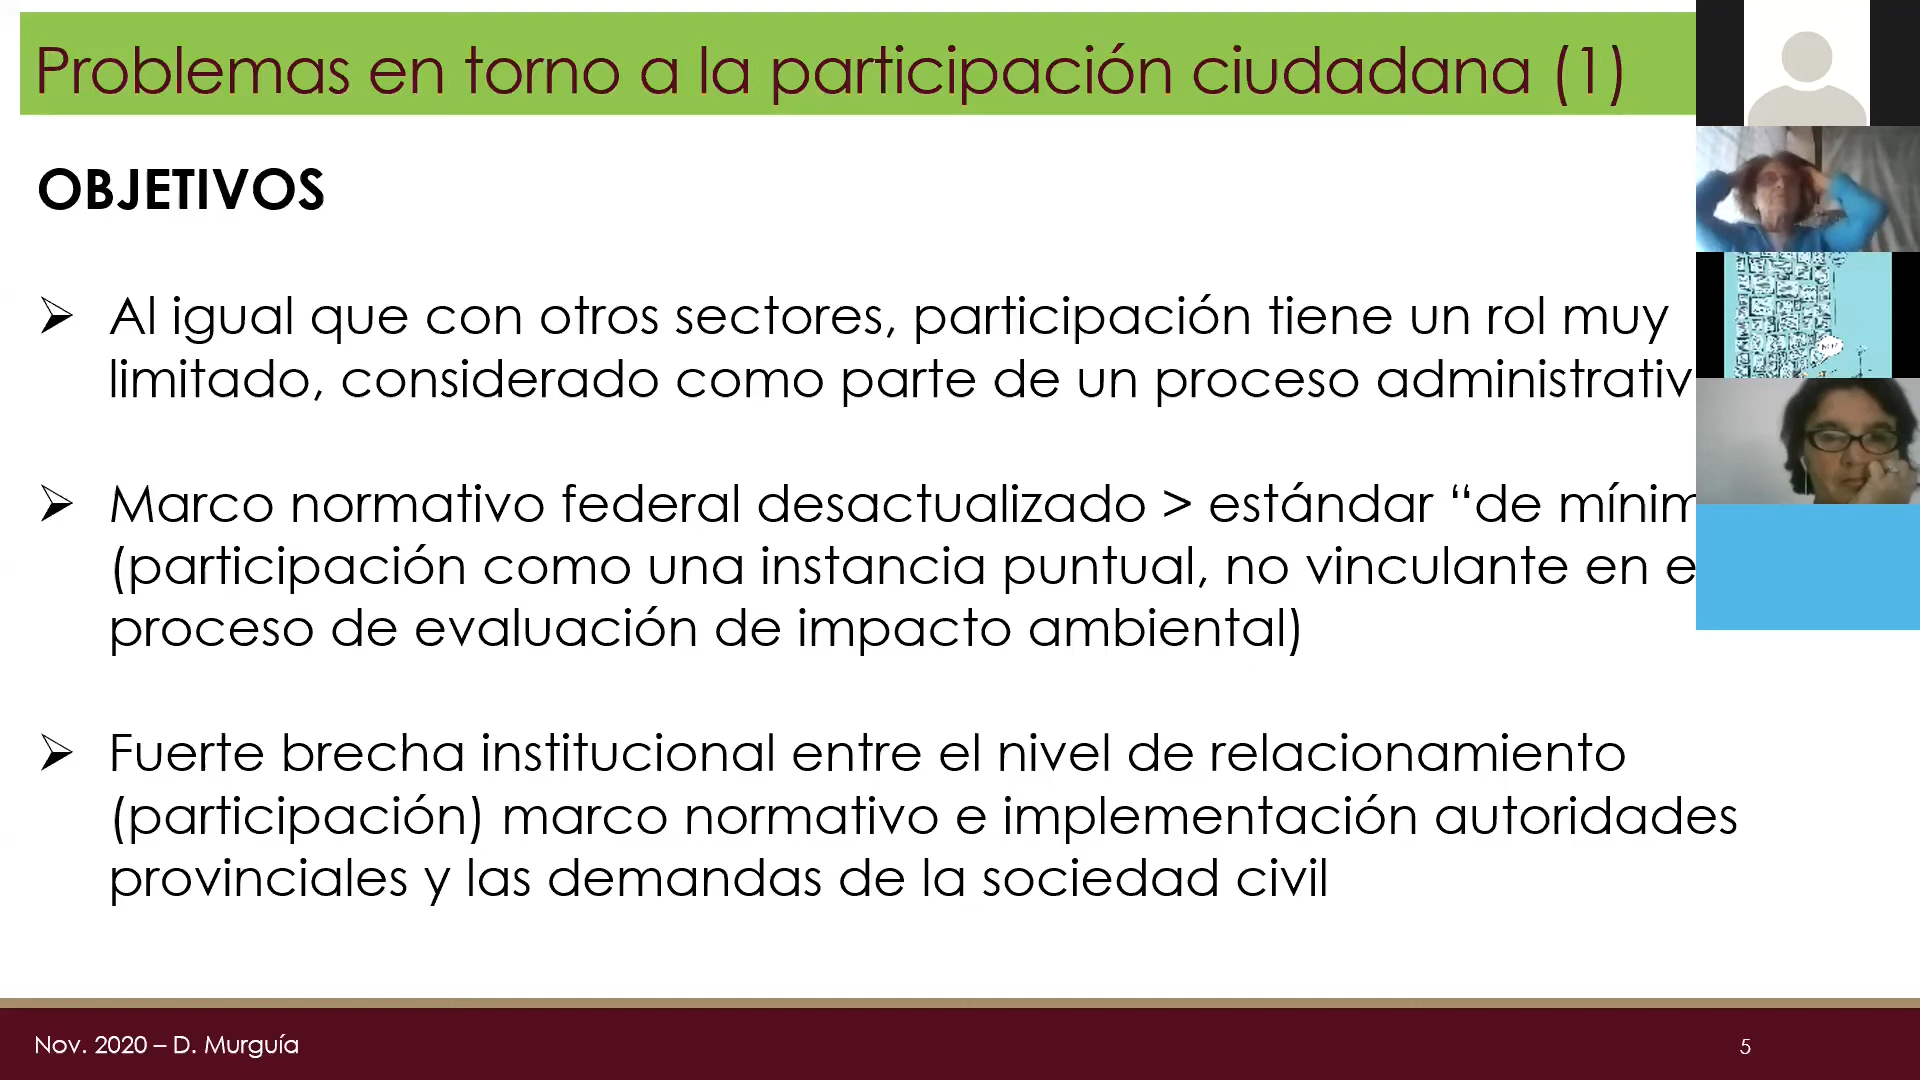 Problemas en torno a la participación ciudadana (1)
OBJETIVOS
➢ Al igual que con otros sectores, participación tiene un rol muy
limitado, considerado como parte de un proceso administrativ
➢ Marco normativo federal desactualizado > estándar “de mínim
(participación como una instancia puntual, no vinculante en e
proceso de evaluación de impacto ambiental)
➢ Fuerte brecha institucional entre el nivel de relacionamiento
(participación) marco normativo e implementación autoridades
provinciales y las demandas de la sociedad civil
Nov. 2020 – D. Murguía
5